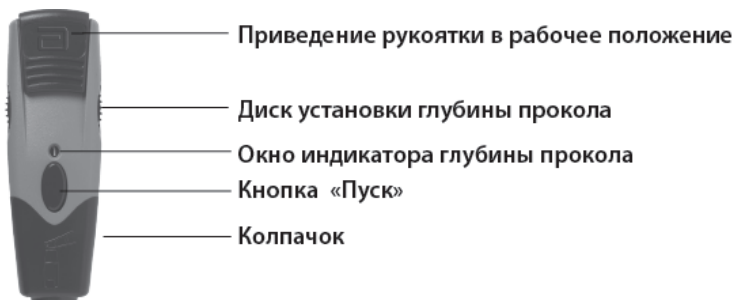 Приведение рукоятки в рабочее положение
Диск установки глубины прокола
Окно индикатора глубины прокола
Кнопка «Пуск»
Колпачок